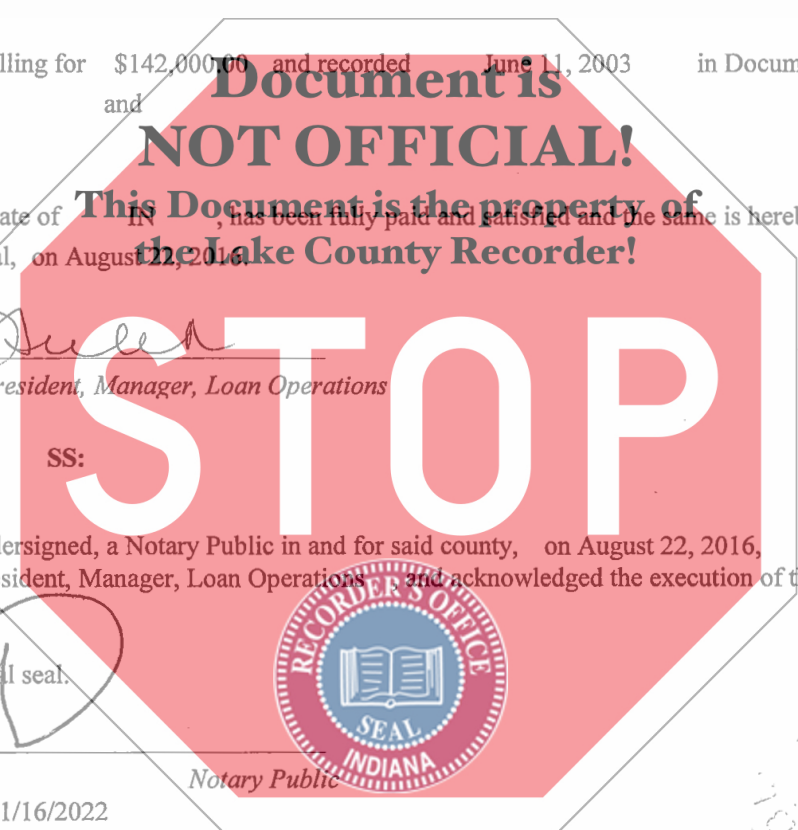 lling for $142,000.00 and recorded June 11, 2003 in Docum
Document is
and
NOT OFFICIAL!
This Document is the property of
ate of IN , has been fully paid and satisfied and the same is hereb
the Lake County Recorder!
l, on August 22, 2016.
resident, Manager, Loan Operations
STOP
SS:
dersigned, a Notary Public in and for said county, on August 22, 2016,
sident, Manager, Loan Operations , and acknowledged the execution of t
RECORDER'S OFFICE
al seal.
SEAL
INDIANA
Notary Public
1/16/2022